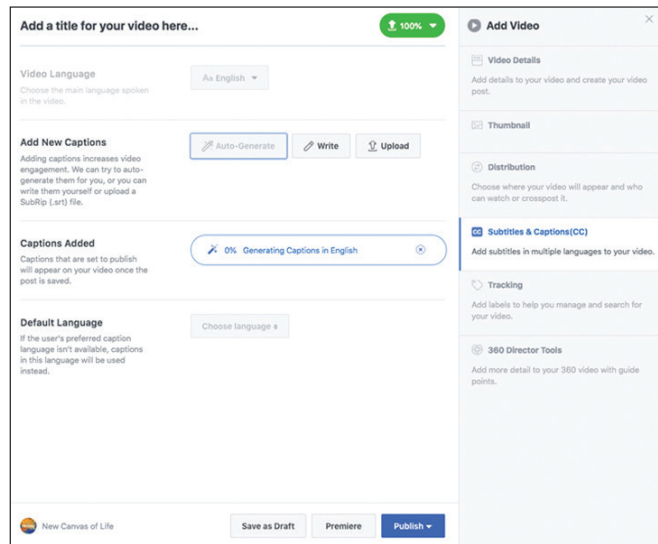 Add a title for your video here...
100%
Video Language
Choose the main language spoken
in the video.
Aa English
Add New Captions
Adding captions increases video
engagement. We can try to auto-
generate them for you, or you can
write them yourself or upload a
SubRip (.srt) file.
Auto-Generate
Write
Upload
Captions Added
Captions that are set to publish
will appear on your video once the
post is saved.
0% Generating Captions in English
Default Language
If the user's preferred caption
language isn't available, captions
in this language will be used
instead.
Choose language
New Canvas of Life
Save as Draft
Premiere
Publish
Add Video
Video Details
Add details to your video and create your video
post.
Thumbnail
Distribution
Choose where your video will appear and who
can watch or crosspost it.
CC Subtitles & Captions(CC)
Add subtitles in multiple languages to your video.
Tracking
Add labels to help you manage and search for
your video.
360 Director Tools
Add more detail to your 360 video with guide
points.